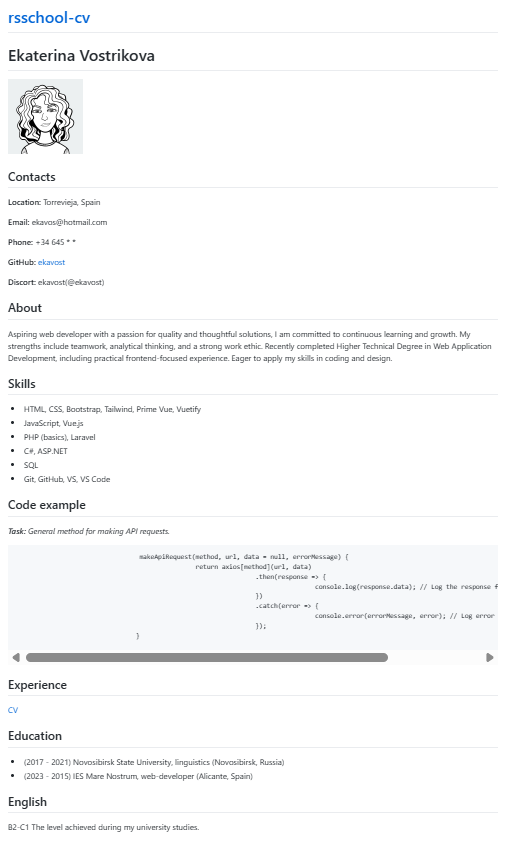 rsschool-cv
Ekaterina Vostrikova
Contacts
Location: Torrevieja, Spain
Email: ekavos@hotmail.com
Phone: +34 645 * *
GitHub: ekavost
Discort: ekavost(@ekavost)
About
Aspiring web developer with a passion for quality and thoughtful solutions, I am committed to continuous learning and growth. My
strengths include teamwork, analytical thinking, and a strong work ethic. Recently completed Higher Technical Degree in Web Application
Development, including practical frontend-focused experience. Eager to apply my skills in coding and design.
Skills
• HTML, CSS, Bootstrap, Tailwind, Prime Vue, Vuetify
• JavaScript, Vue.js
• PHP (basics), Laravel
• C#, ASP.NET
• SQL
• Git, GitHub, VS, VS Code
Code example
Task: General method for making API requests.
makeApiRequest(method, url, data = null, errorMessage) {
return axios[method](url, data)
.then(response => {
console.log(response.data); // Log the response f
})
.catch(error => {
console.error(errorMessage, error); // Log error
});
}
Experience
CV
Education
• (2017 - 2021) Novosibirsk State University, linguistics (Novosibirsk, Russia)
• (2023 - 2015) IES Mare Nostrum, web-developer (Alicante, Spain)
English
B2-C1 The level achieved during my university studies.